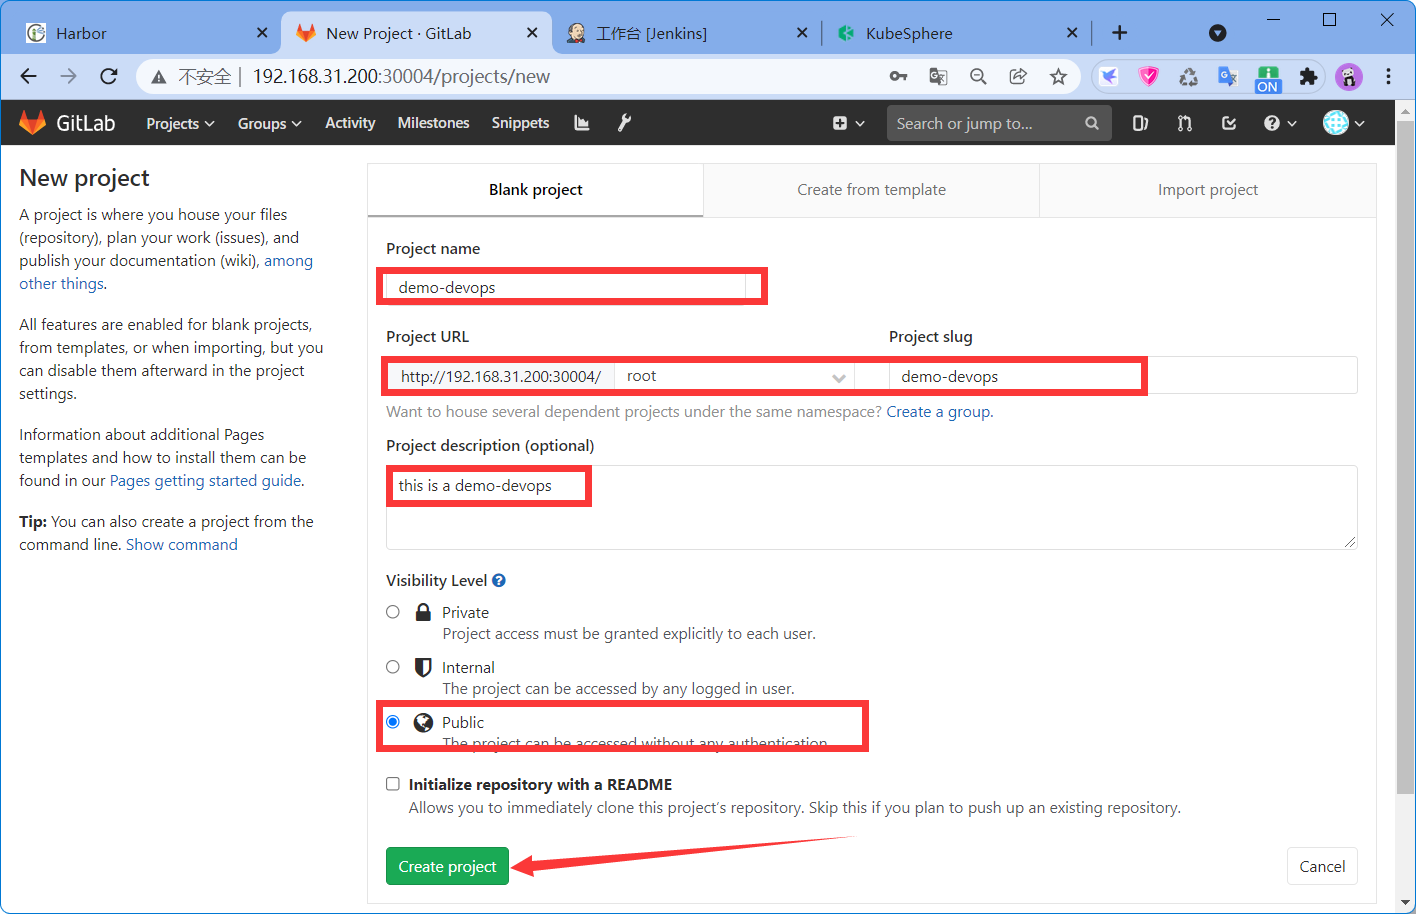 Harbor
New Project · GitLab
工作台 [Jenkins]
KubeSphere
不安全
192.168.31.200:30004/projects/new
ON
GitLab
Projects
Groups
Activity
Milestones
Snippets
Search or jump to...
New project
A project is where you house your files
(repository), plan your work (issues), and
publish your documentation (wiki), among
other things.
All features are enabled for blank projects,
from templates, or when importing, but you
can disable them afterward in the project
settings.
Information about additional Pages
templates and how to install them can be
found in our Pages getting started guide.
Tip: You can also create a project from the
command line. Show command
Blank project
Create from template
Import project
Project name
demo-devops
Project URL
Project slug
http://192.168.31.200:30004/
root
demo-devops
Want to house several dependent projects under the same namespace? Create a group.
Project description (optional)
this is a demo-devops
Visibility Level
Private
Project access must be granted explicitly to each user.
Internal
The project can be accessed by any logged in user.
Public
The project can be accessed without any authentication.
Initialize repository with a README
Allows you to immediately clone this project's repository. Skip this if you plan to push up an existing repository.
Create project
Cancel